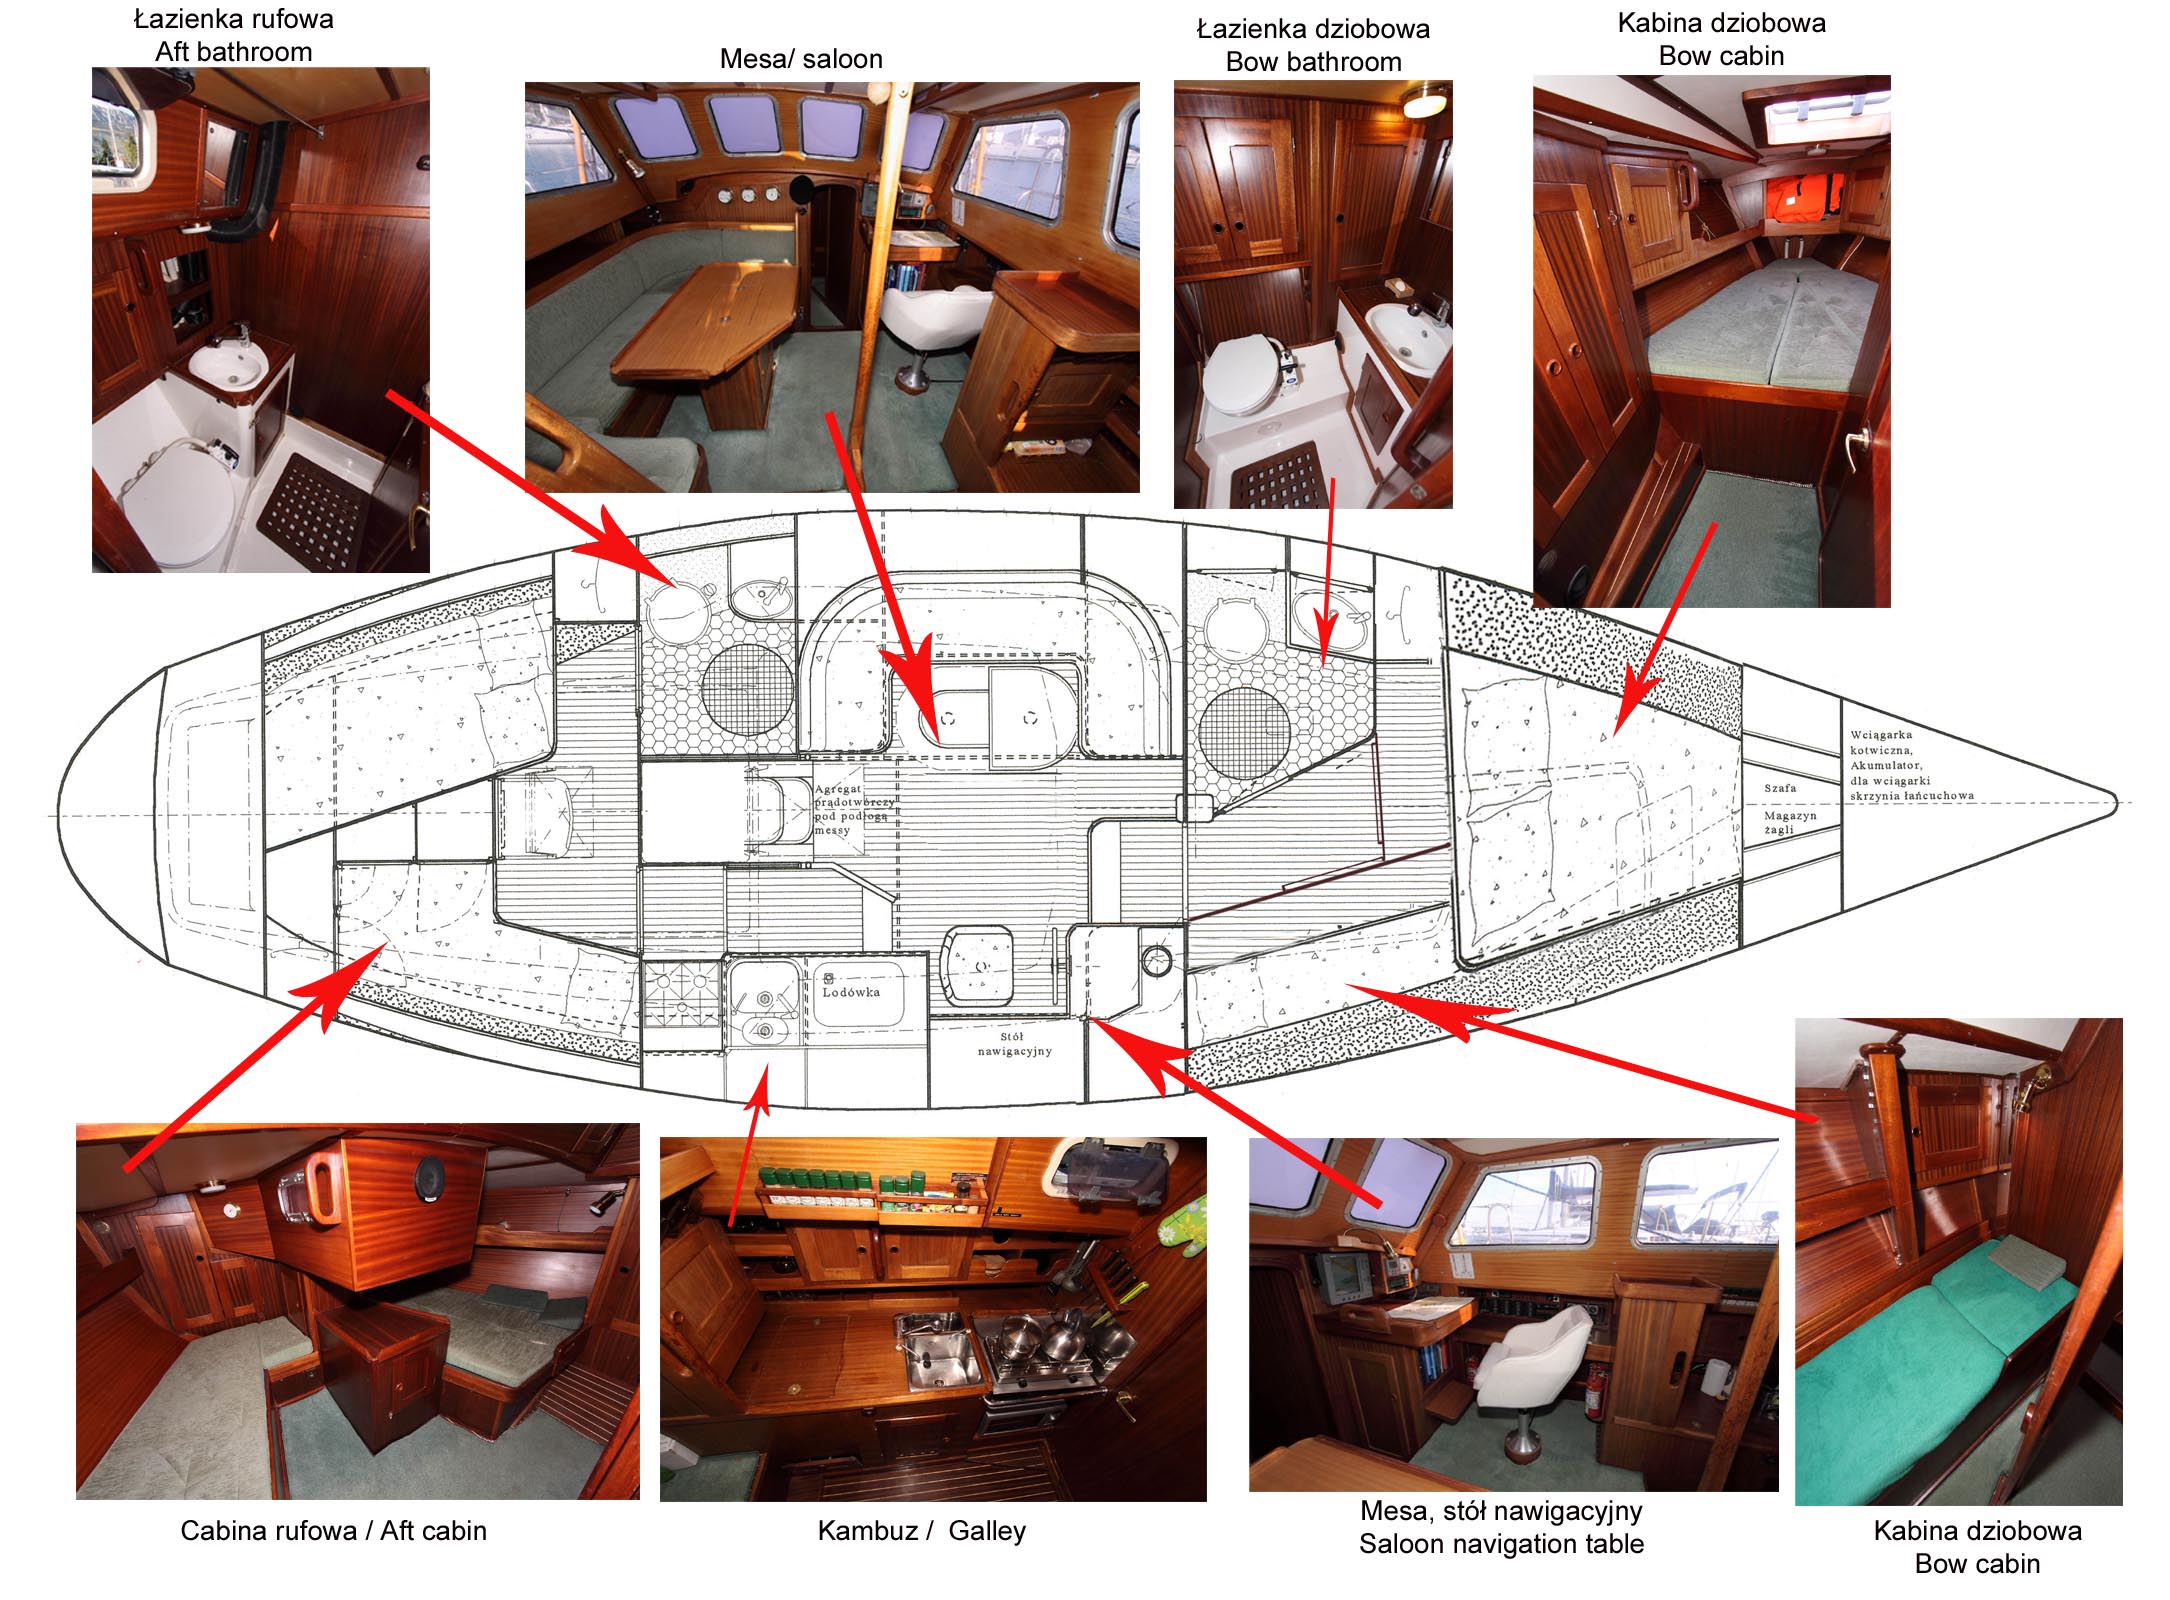 Łazienka rufowa
Aft bathroom
Mesa/ saloon
Łazienka dziobowa
Bow bathroom
Kabina dziobowa
Bow cabin
Wciągarka
kotwiczna,
Akumulator,
dla wciągarki
skrzynia łańcuchowa
Szafa
Magazyn
żagli
Agregat
prądotwórczy
pod podłogą
messy
Lodówka
Stół
nawigacyjny
Cabina rufowa / Aft cabin
Kambuz / Galley
Mesa, stół nawigacyjny
Saloon navigation table
Kabina dziobowa
Bow cabin